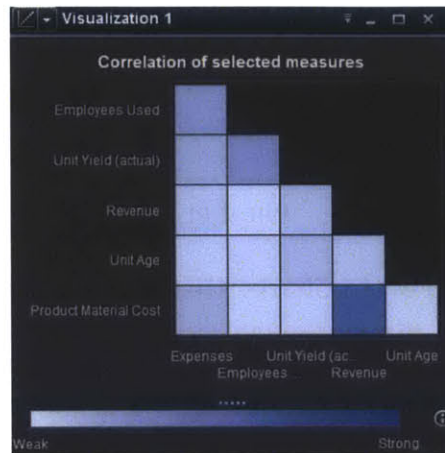 Visualization 1
Correlation of selected measures
Employees Used
Unit Yield (actual)
Revenue
Unit Age
Product Material Cost
Expenses
Employees ...
Unit Yield (ac...
Revenue
Unit Age
Weak
Strong